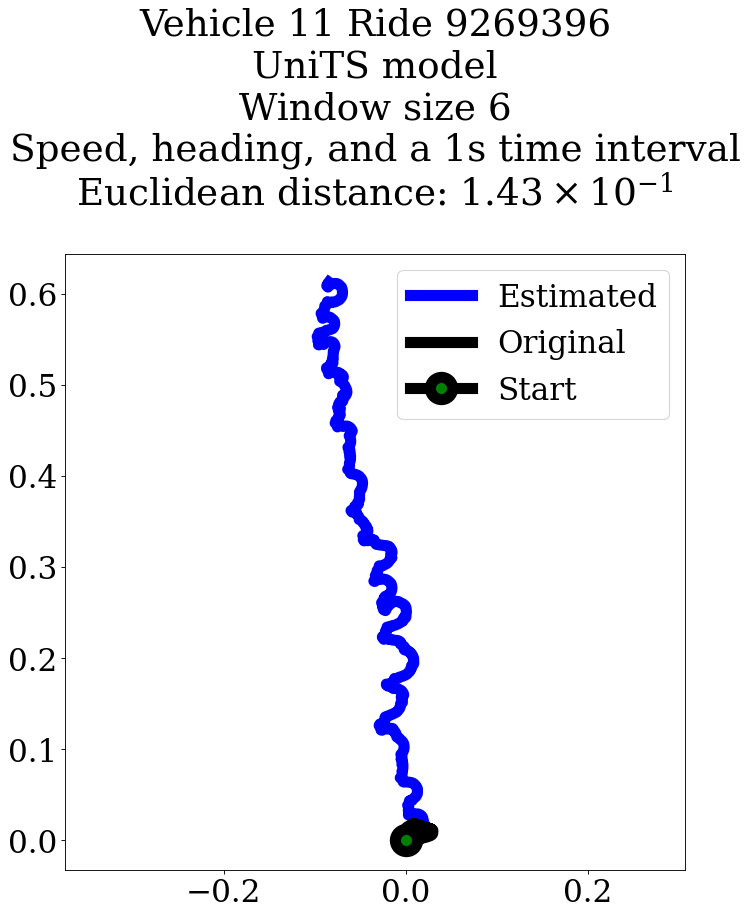 Vehicle 11 Ride 9269396
UniTS model
Window size 6
Speed, heading, and a 1s time interval
Euclidean distance: 1.43 × 10⁻¹
Estimated
Original
Start
0.6
0.5
0.4
0.3
0.2
0.1
0.0
−0.2 0.0 0.2